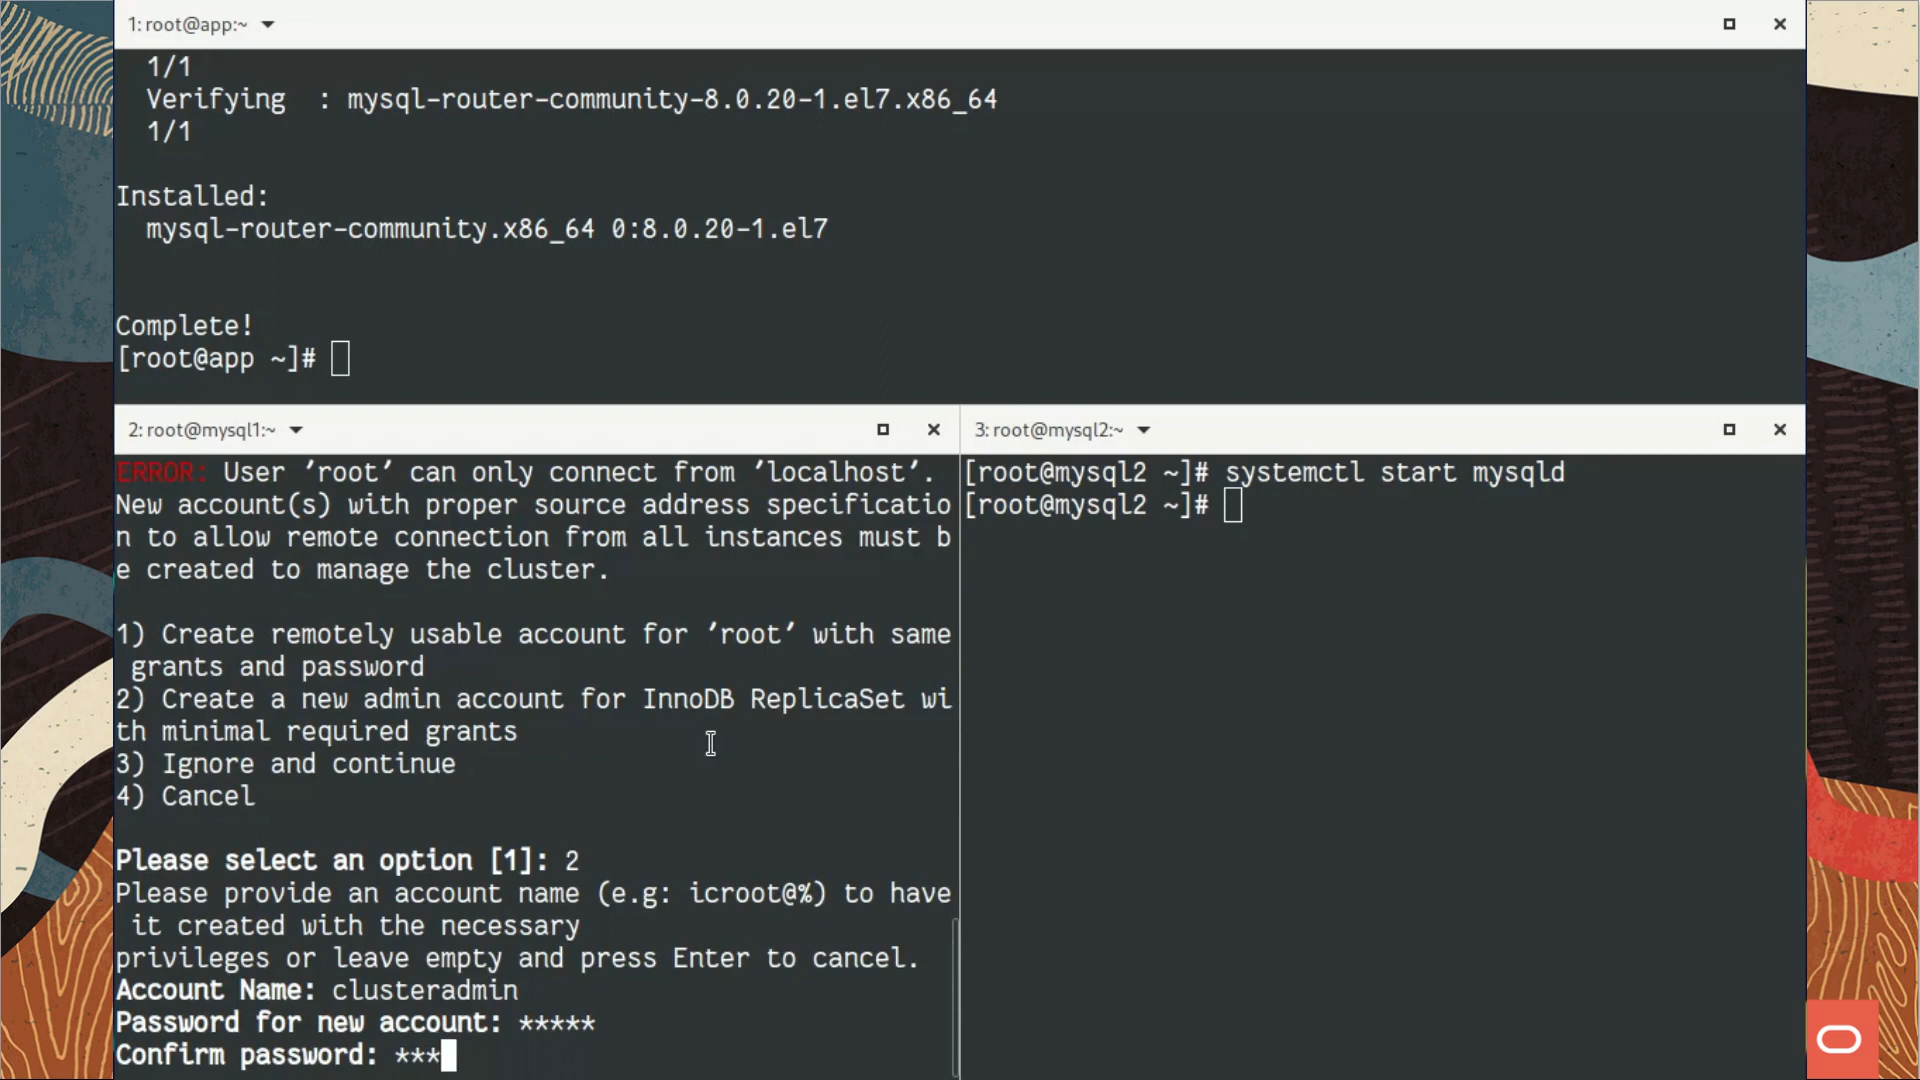 1: root@app:~
1/1
Verifying : mysql-router-community-8.0.20-1.el7.x86_64
1/1
Installed:
mysql-router-community.x86_64 0:8.0.20-1.el7
Complete!
[root@app ~]#
2: root@mysql1:~
ERROR: User 'root' can only connect from 'localhost'.
New account(s) with proper source address specificatio
n to allow remote connection from all instances must b
e created to manage the cluster.
1) Create remotely usable account for 'root' with same
grants and password
2) Create a new admin account for InnoDB ReplicaSet wi
th minimal required grants
3) Ignore and continue
4) Cancel
Please select an option [1]: 2
Please provide an account name (e.g: icroot@%) to have
it created with the necessary
privileges or leave empty and press Enter to cancel.
Account Name: clusteradmin
Password for new account: *****
Confirm password: ***
3: root@mysql2:~
[root@mysql2 ~]# systemctl start mysqld
[root@mysql2 ~]#